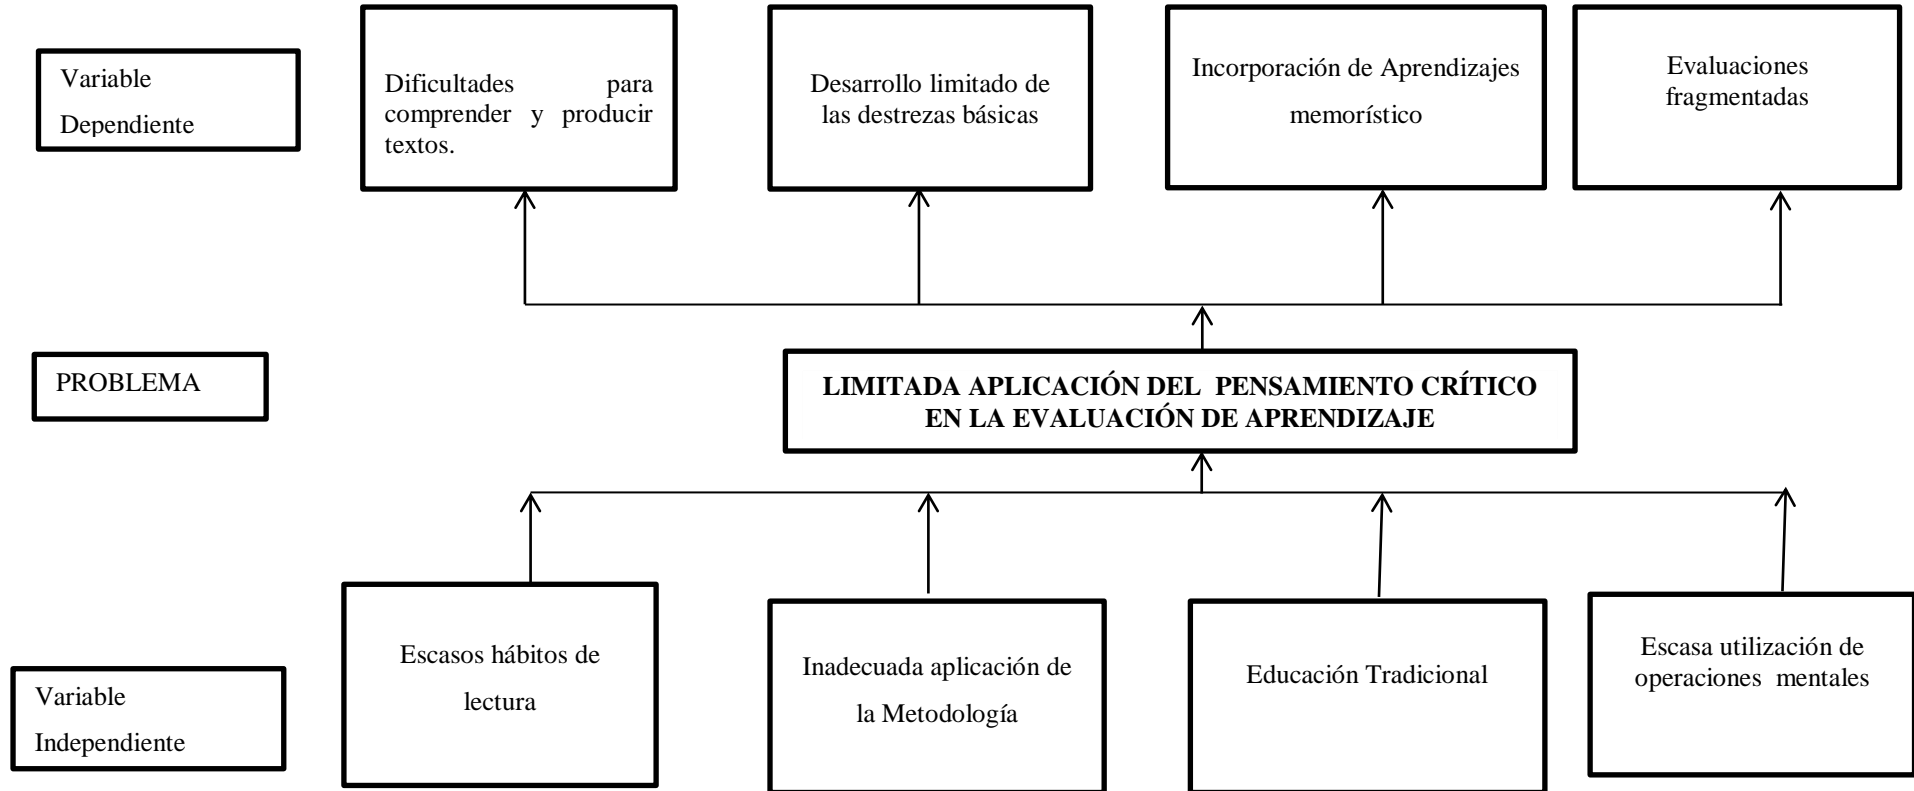 Variable
Dependiente
Dificultades para
comprender y producir
textos.
Desarrollo limitado de
las destrezas básicas
Incorporación de Aprendizajes
memorístico
Evaluaciones
fragmentadas
PROBLEMA
LIMITADA APLICACIÓN DEL PENSAMIENTO CRÍTICO
EN LA EVALUACIÓN DE APRENDIZAJE
Variable
Independiente
Escasos hábitos de
lectura
Inadecuada aplicación de
la Metodología
Educación Tradicional
Escasa utilización de
operaciones mentales